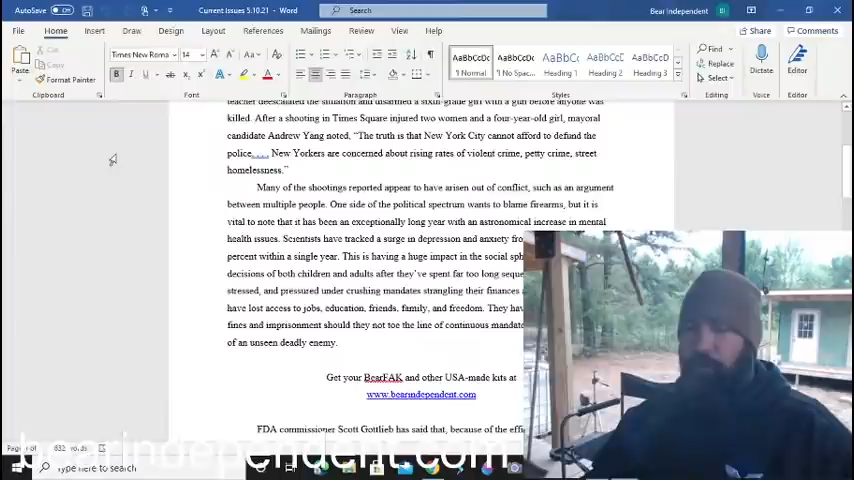 AutoSave Off
Current issues 5.10.21 - Word
Search
Bear Independent
BI
File Home Insert Draw Design Layout References Mailings Review View Help
Share Comments
Paste
Cut
Copy
Format Painter
Clipboard
Times New Roma 14
Font
Paragraph
AaBbCcDc AaBbCcDc AaBbC AaBbCcC AaBbCcD
¶ Normal ¶ No Spac... Heading 1 Heading 2 Heading 3
Styles
Find
Replace
Select
Editing
Dictate
Voice
Editor
Editor
teacher deescalated the situation and disarmed a sixth-grade girl with a gun before anyone was
killed. After a shooting in Times Square injured two women and a four-year-old girl, mayoral
candidate Andrew Yang noted, “The truth is that New York City cannot afford to defund the
police. . . . New Yorkers are concerned about rising rates of violent crime, petty crime, street
homelessness.”
Many of the shootings reported appear to have arisen out of conflict, such as an argument
between multiple people. One side of the political spectrum wants to blame firearms, but it is
vital to note that it has been an exceptionally long year with an astronomical increase in mental
health issues. Scientists have tracked a surge in depression and anxiety
percent within a single year. This is having a huge impact in the social
decisions of both children and adults after they’ve spent far too long
stressed, and pressured under crushing mandates strangling their finances
have lost access to jobs, education, friends, family, and freedom. They
fines and imprisonment should they not toe the line of continuous
of an unseen deadly enemy.
Get your BearFAK and other USA-made kits at
www.bearindependent.com
FDA commissioner Scott Gottlieb has said that, because of the
words
bearindependent.com
Type here to search